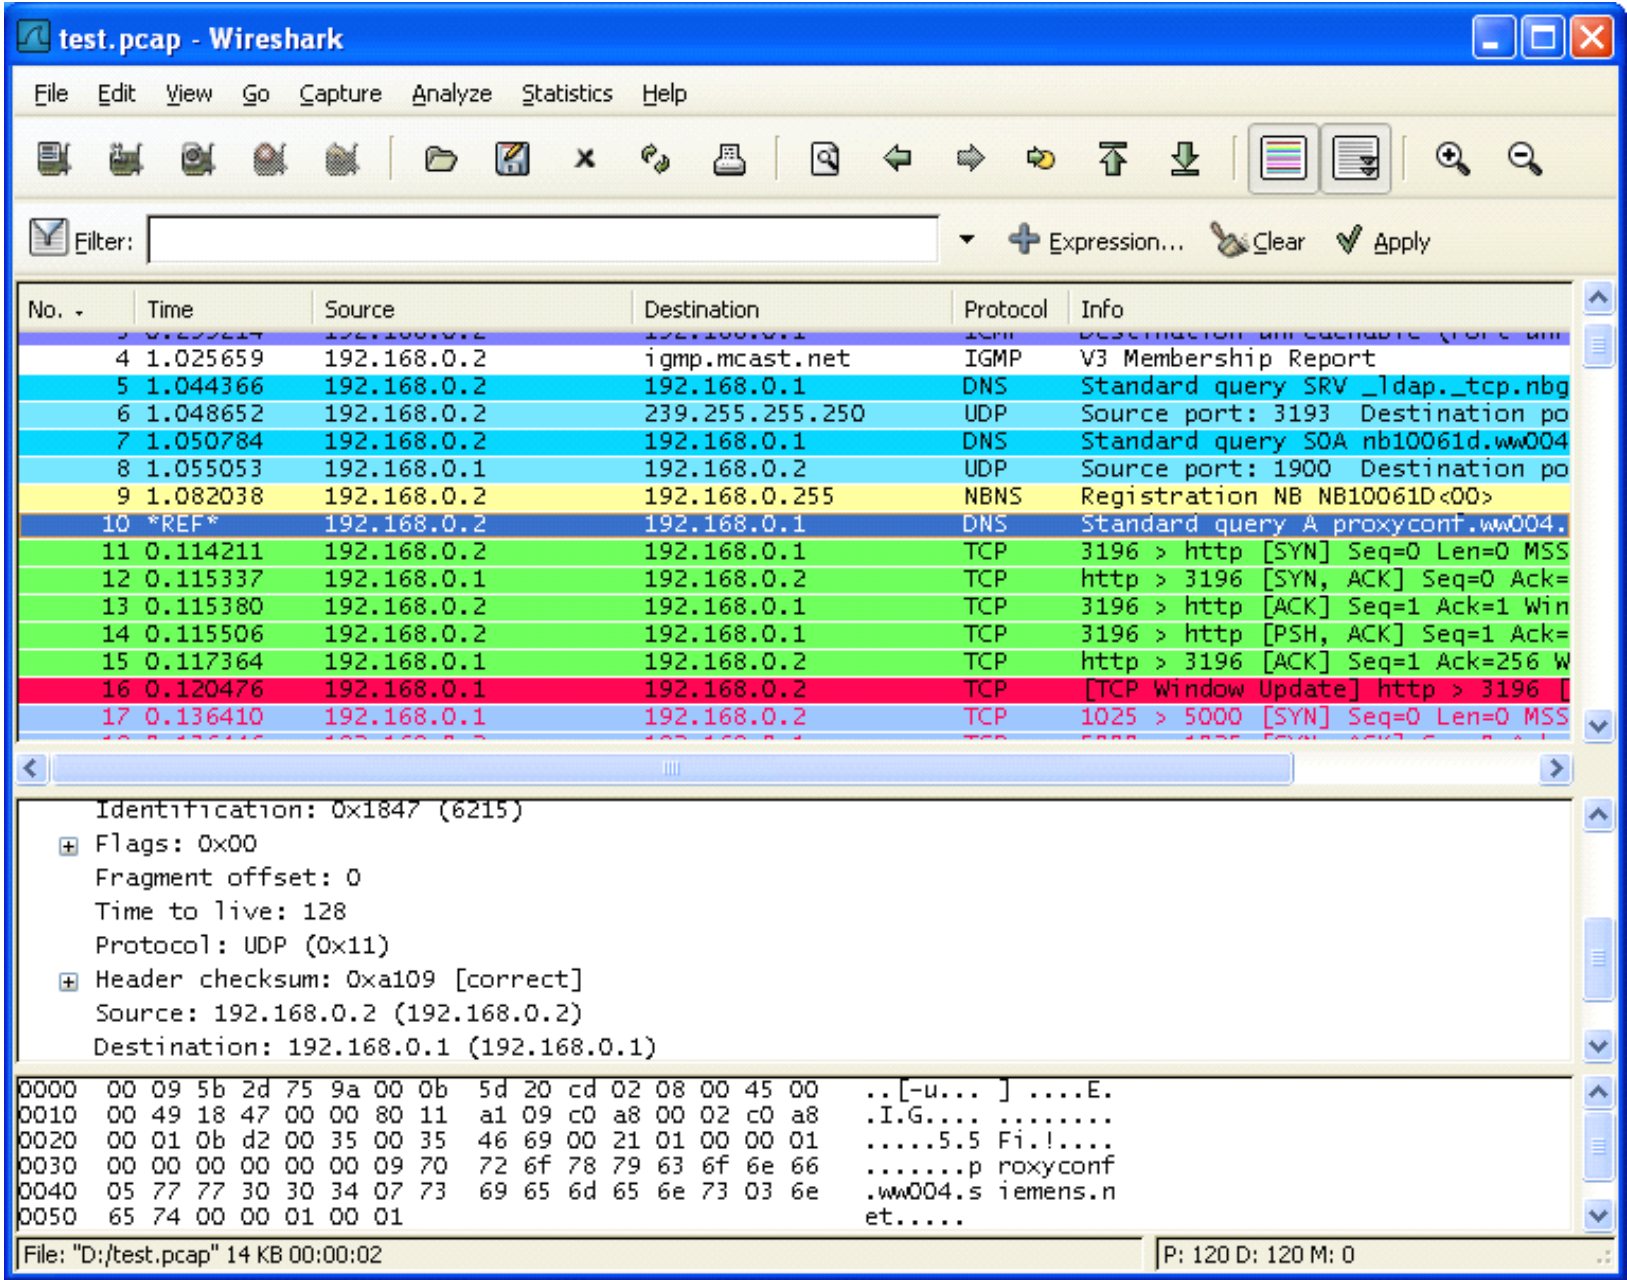 test.pcap - Wireshark
File Edit View Go Capture Analyze Statistics Help
Filter: Expression... Clear Apply
No. Time Source Destination Protocol Info
3 0.299214 192.168.0.2 192.168.0.1 ICMP Destination unreachable (Port unr
4 1.025659 192.168.0.2 igmp.mcast.net IGMP V3 Membership Report
5 1.044366 192.168.0.2 192.168.0.1 DNS Standard query SRV _ldap._tcp.nbg
6 1.048652 192.168.0.2 239.255.255.250 UDP Source port: 3193 Destination po
7 1.050784 192.168.0.2 192.168.0.1 DNS Standard query SOA nb10061d.ww004
8 1.055053 192.168.0.1 192.168.0.2 UDP Source port: 1900 Destination po
9 1.082038 192.168.0.2 192.168.0.255 NBNS Registration NB NB10061D<00>
10 *REF* 192.168.0.2 192.168.0.1 DNS Standard query A proxyconf.ww004.
11 0.114211 192.168.0.2 192.168.0.1 TCP 3196 > http [SYN] Seq=0 Len=0 MSS
12 0.115337 192.168.0.1 192.168.0.2 TCP http > 3196 [SYN, ACK] Seq=0 Ack=
13 0.115380 192.168.0.2 192.168.0.1 TCP 3196 > http [ACK] Seq=1 Ack=1 Win
14 0.115506 192.168.0.2 192.168.0.1 TCP 3196 > http [PSH, ACK] Seq=1 Ack=
15 0.117364 192.168.0.1 192.168.0.2 TCP http > 3196 [ACK] Seq=1 Ack=256 W
16 0.120476 192.168.0.1 192.168.0.2 TCP [TCP Window Update] http > 3196 [
17 0.136410 192.168.0.1 192.168.0.2 TCP 1025 > 5000 [SYN] Seq=0 Len=0 MSS
Identification: 0x1847 (6215)
Flags: 0x00
Fragment offset: 0
Time to live: 128
Protocol: UDP (0x11)
Header checksum: 0xa109 [correct]
Source: 192.168.0.2 (192.168.0.2)
Destination: 192.168.0.1 (192.168.0.1)
0000 00 09 5b 2d 75 9a 00 0b 5d 20 cd 02 08 00 45 00 ..[-u... ] ....E.
0010 00 49 18 47 00 00 80 11 a1 09 c0 a8 00 02 c0 a8 .I.G.... ........
0020 00 01 0b d2 00 35 00 35 46 69 00 21 01 00 00 01 .....5.5 Fi.!....
0030 00 00 00 00 00 00 09 70 72 6f 78 79 63 6f 6e 66 .......p roxyconf
0040 05 77 77 30 30 34 07 73 69 65 6d 65 6e 73 03 6e .ww004.s iemens.n
0050 65 74 00 00 01 00 01 et.....
File: "D:/test.pcap" 14 KB 00:00:02 P: 120 D: 120 M: 0